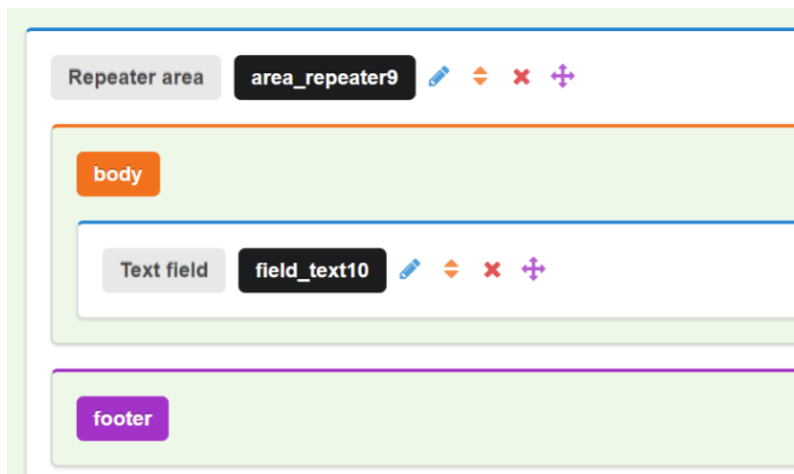 Repeater area area_repeater9
body
Text field field_text10
footer